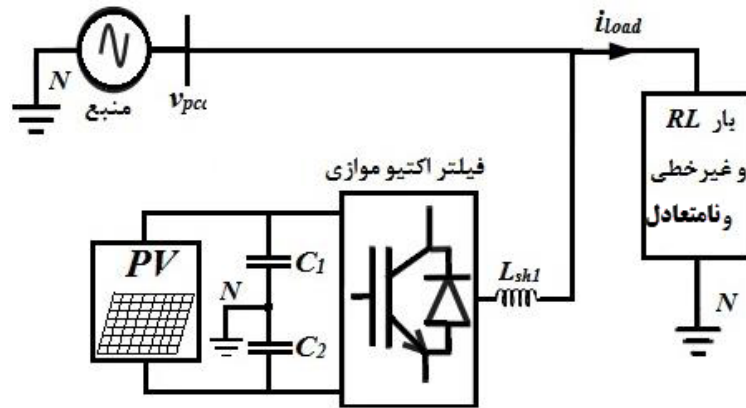 i_load
N
v_pcc
منبع
بار RL
و غیرخطی
ونامتعادل
فیلتر اکتیو موازی
PV
C1
N
C2
L_sh1
N